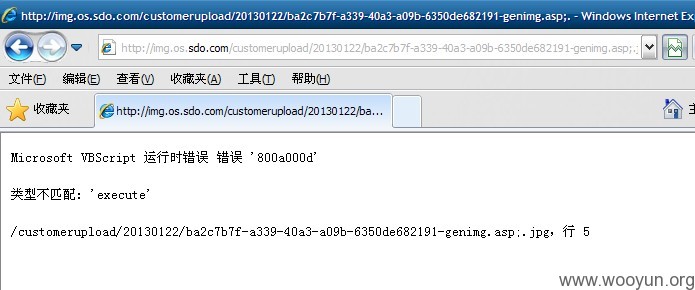 http://img.os.sdo.com/customerupload/20130122/ba2c7b7f-a339-40a3-a09b-6350de682191-genimg.asp;. - Windows Internet Ex
http://img.os.sdo.com/customerupload/20130122/ba2c7b7f-a339-40a3-a09b-6350de682191-genimg.asp;.j
文件(F) 编辑(E) 查看(V) 收藏夹(A) 工具(T) 帮助(H)
收藏夹 http://img.os.sdo.com/customerupload/20130122/ba... 主
Microsoft VBScript 运行时错误 错误 '800a000d'
类型不匹配: 'execute'
/customerupload/20130122/ba2c7b7f-a339-40a3-a09b-6350de682191-genimg.asp;.jpg，行 5
www.wooyun.org